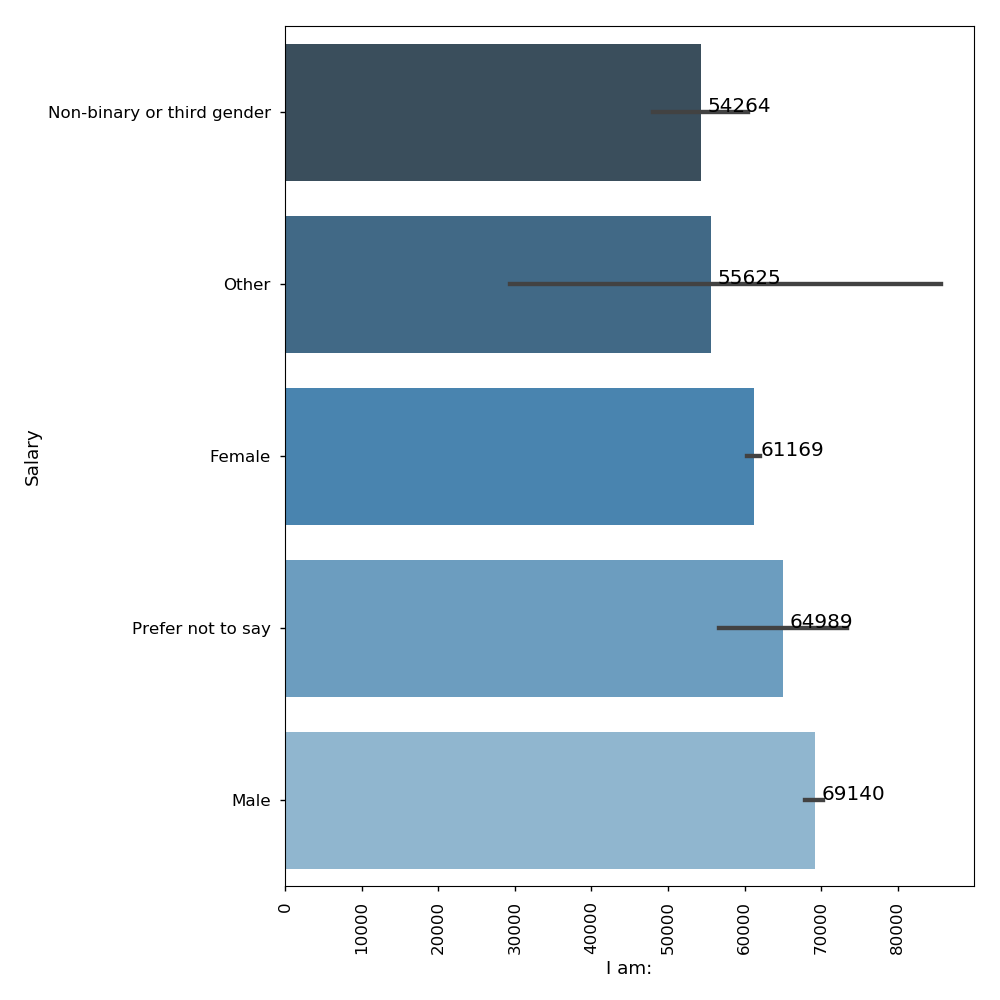 Non-binary or third gender
54264
Other
55625
Salary
Female
61169
Prefer not to say
64989
Male
69140
0
10000
20000
30000
40000
50000
60000
70000
80000
I am: